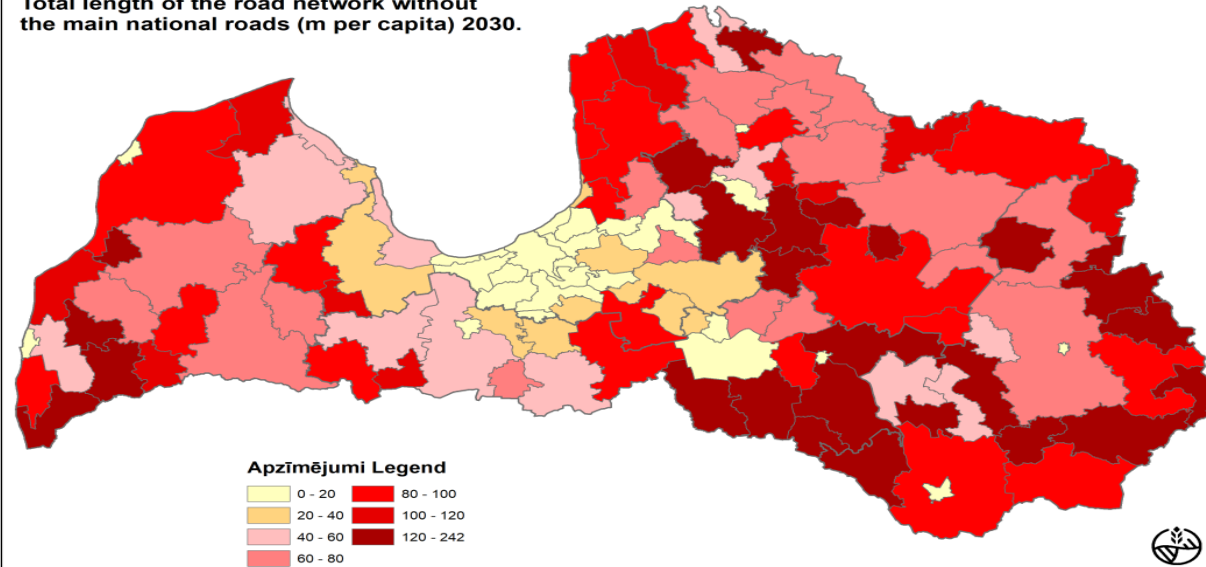 Total length of the road network without
the main national roads (m per capita) 2030.
Apzīmējumi Legend
0 - 20
20 - 40
40 - 60
60 - 80
80 - 100
100 - 120
120 - 242